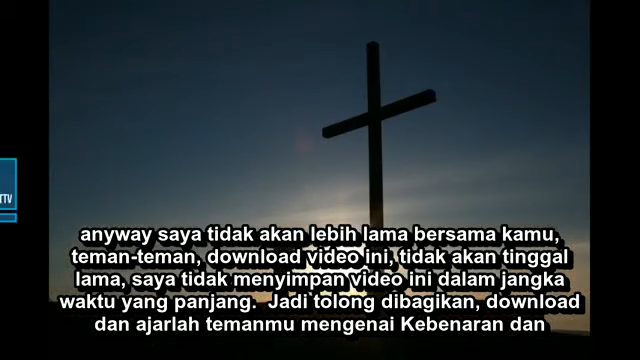 TTV
anyway saya tidak akan lebih lama bersama kamu,
teman-teman, download video ini, tidak akan tinggal
lama, saya tidak menyimpan video ini dalam jangka
waktu yang panjang.  Jadi tolong dibagikan, download
dan ajarlah temanmu mengenai Kebenaran dan